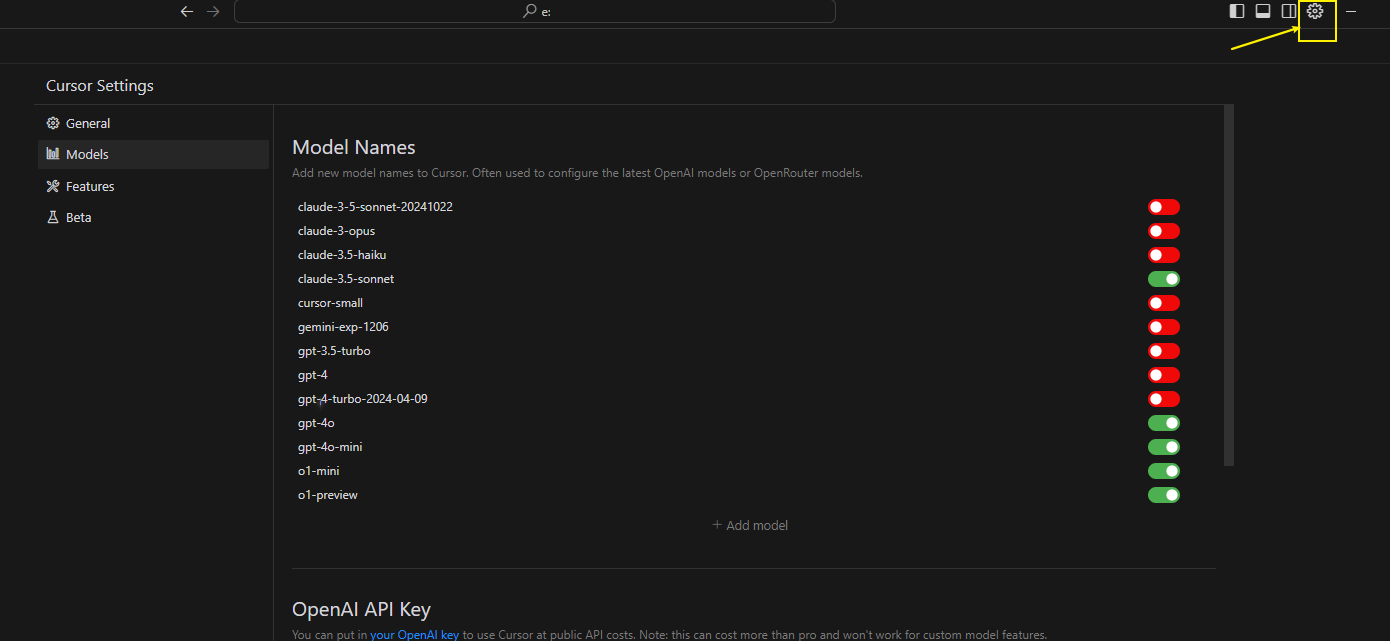 e:
Cursor Settings
General
Models
Features
Beta
Model Names
Add new model names to Cursor. Often used to configure the latest OpenAI models or OpenRouter models.
claude-3-5-sonnet-20241022
claude-3-opus
claude-3.5-haiku
claude-3.5-sonnet
cursor-small
gemini-exp-1206
gpt-3.5-turbo
gpt-4
gpt-4-turbo-2024-04-09
gpt-4o
gpt-4o-mini
o1-mini
o1-preview
+ Add model
OpenAI API Key
You can put in your OpenAI key to use Cursor at public API costs. Note: this can cost more than pro and won't work for custom model features.